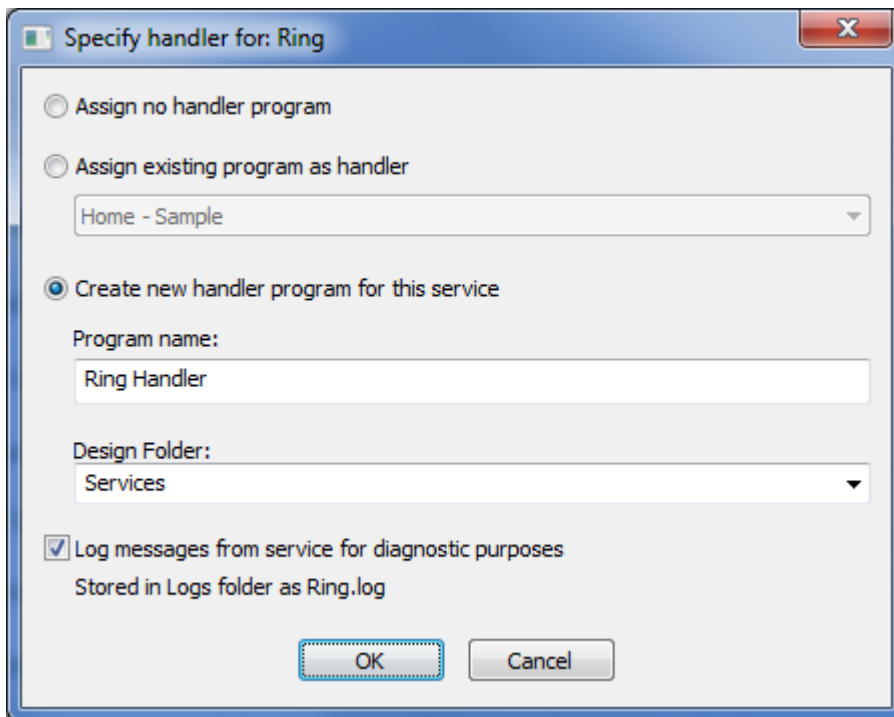 Specify handler for: Ring
Assign no handler program
Assign existing program as handler
Home - Sample
Create new handler program for this service
Program name:
Ring Handler
Design Folder:
Services
Log messages from service for diagnostic purposes
Stored in Logs folder as Ring.log
OK Cancel